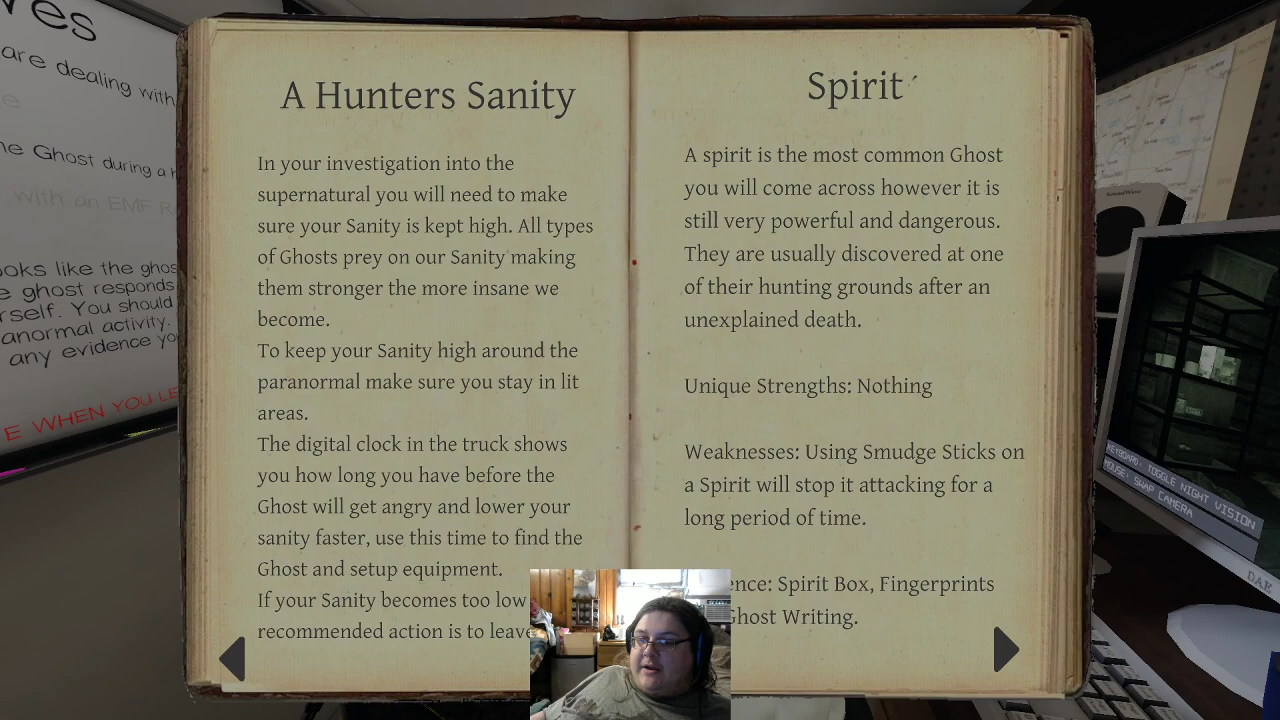 ves
are dealing with
e
he Ghost during a h
with an EMF R
ooks like the ghos
e ghost responds
rself. You should
anormal activity.
any evidence yo
E WHEN YOU LE
A Hunters Sanity
In your investigation into the
supernatural you will need to make
sure your Sanity is kept high. All types
of Ghosts prey on our Sanity making
them stronger the more insane we
become.
To keep your Sanity high around the
paranormal make sure you stay in lit
areas.
The digital clock in the truck shows
you how long you have before the
Ghost will get angry and lower your
sanity faster, use this time to find the
Ghost and setup equipment.
If your Sanity becomes too low
recommended action is to leave
Spirit
A spirit is the most common Ghost
you will come across however it is
still very powerful and dangerous.
They are usually discovered at one
of their hunting grounds after an
unexplained death.
Unique Strengths: Nothing
Weaknesses: Using Smudge Sticks on
a Spirit will stop it attacking for a
long period of time.
ence: Spirit Box, Fingerprints
Ghost Writing.
KEYBOARD: TOGGLE NIGHT VISION
MOUSE: SWAP CAMERA